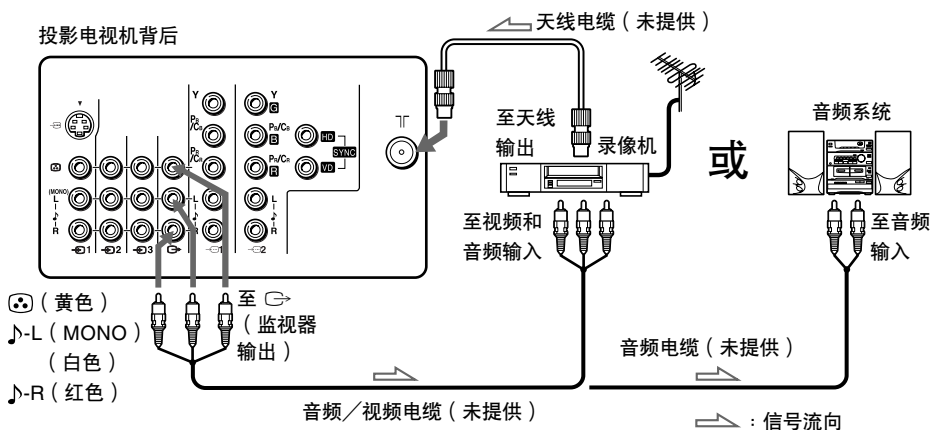 天线电缆（未提供）
投影电视机背后
Y
Y
G
PB
/CB
PB/CB
B
HD
SYNC
PR
/CR
PR/CR
R
VD
(MONO)
L
R
L
R
L
R
1
2
3
1
2
至天线
输出
录像机
或
音频系统
至视频和
音频输入
至音频
输入
（黄色）
♪-L（MONO）
（白色）
♪-R（红色）
至
（监视器
输出）
音频电缆（未提供）
音频／视频电缆（未提供）
：信号流向